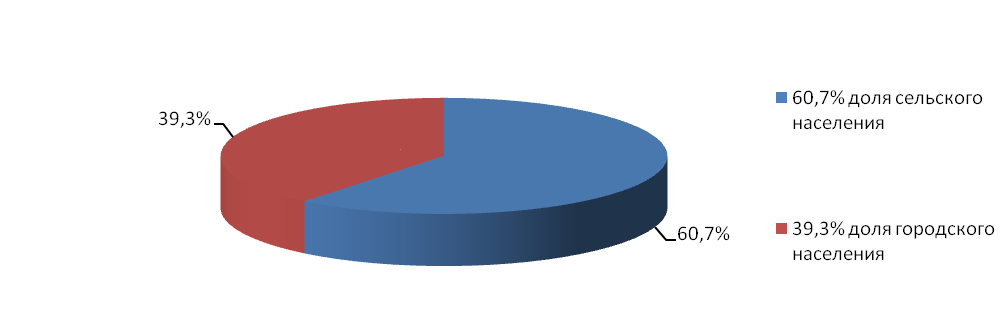 39,3%
60,7%
60,7% доля сельского
населения
39,3% доля городского
населения